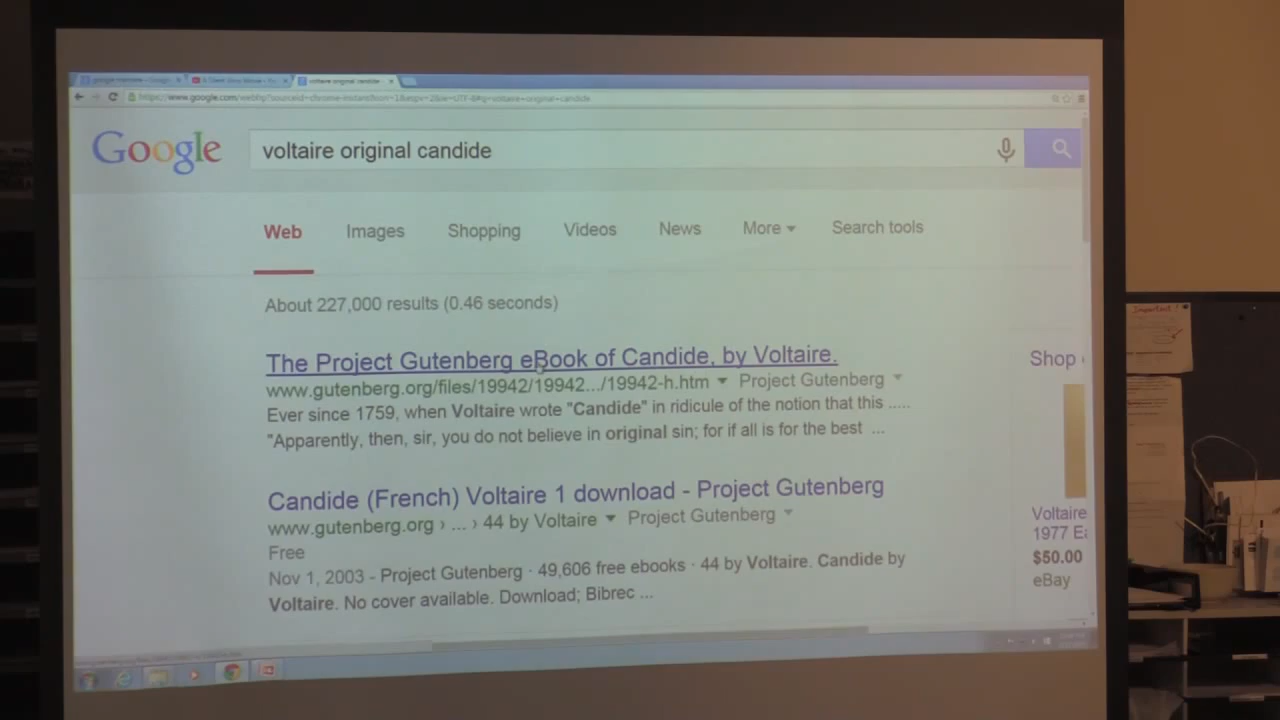 voltaire original candide
Google
voltaire original candide
Web Images Shopping Videos News More Search tools
About 227,000 results (0.46 seconds)
The Project Gutenberg eBook of Candide, by Voltaire.
www.gutenberg.org/files/19942/19942.../19942-h.htm Project Gutenberg
Ever since 1759, when Voltaire wrote "Candide" in ridicule of the notion that this .....
"Apparently, then, sir, you do not believe in original sin; for if all is for the best ...
Candide (French) Voltaire 1 download - Project Gutenberg
www.gutenberg.org › ... › 44 by Voltaire Project Gutenberg
Free
Nov 1, 2003 - Project Gutenberg · 49,606 free ebooks · 44 by Voltaire. Candide by
Voltaire. No cover available. Download; Bibrec ...
Shop
Voltaire
1977
$50.00
eBay
Important!